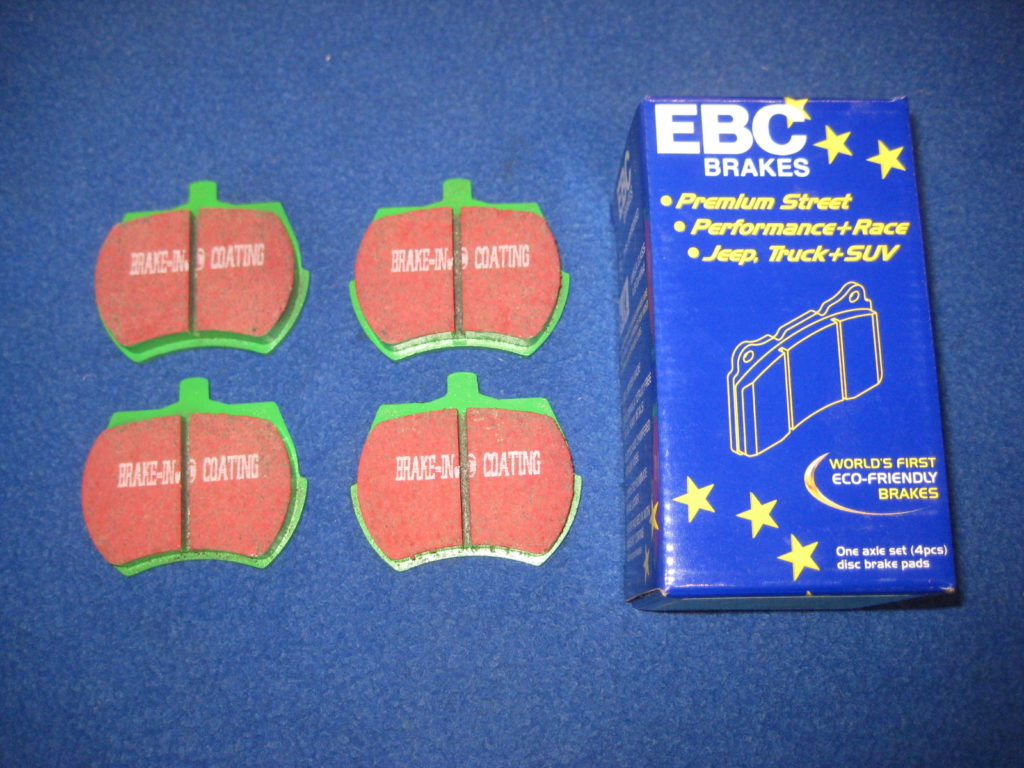 BRAKE-IN COATING
BRAKE-IN COATING
BRAKE-IN COATING
BRAKE-IN COATING
EBC
EBC
BRAKES
• Premium Street
• Performance+Race
• Jeep, Truck+SUV
WORLD'S FIRST
ECO-FRIENDLY
BRAKES
One axle set (4pcs)
disc brake pads